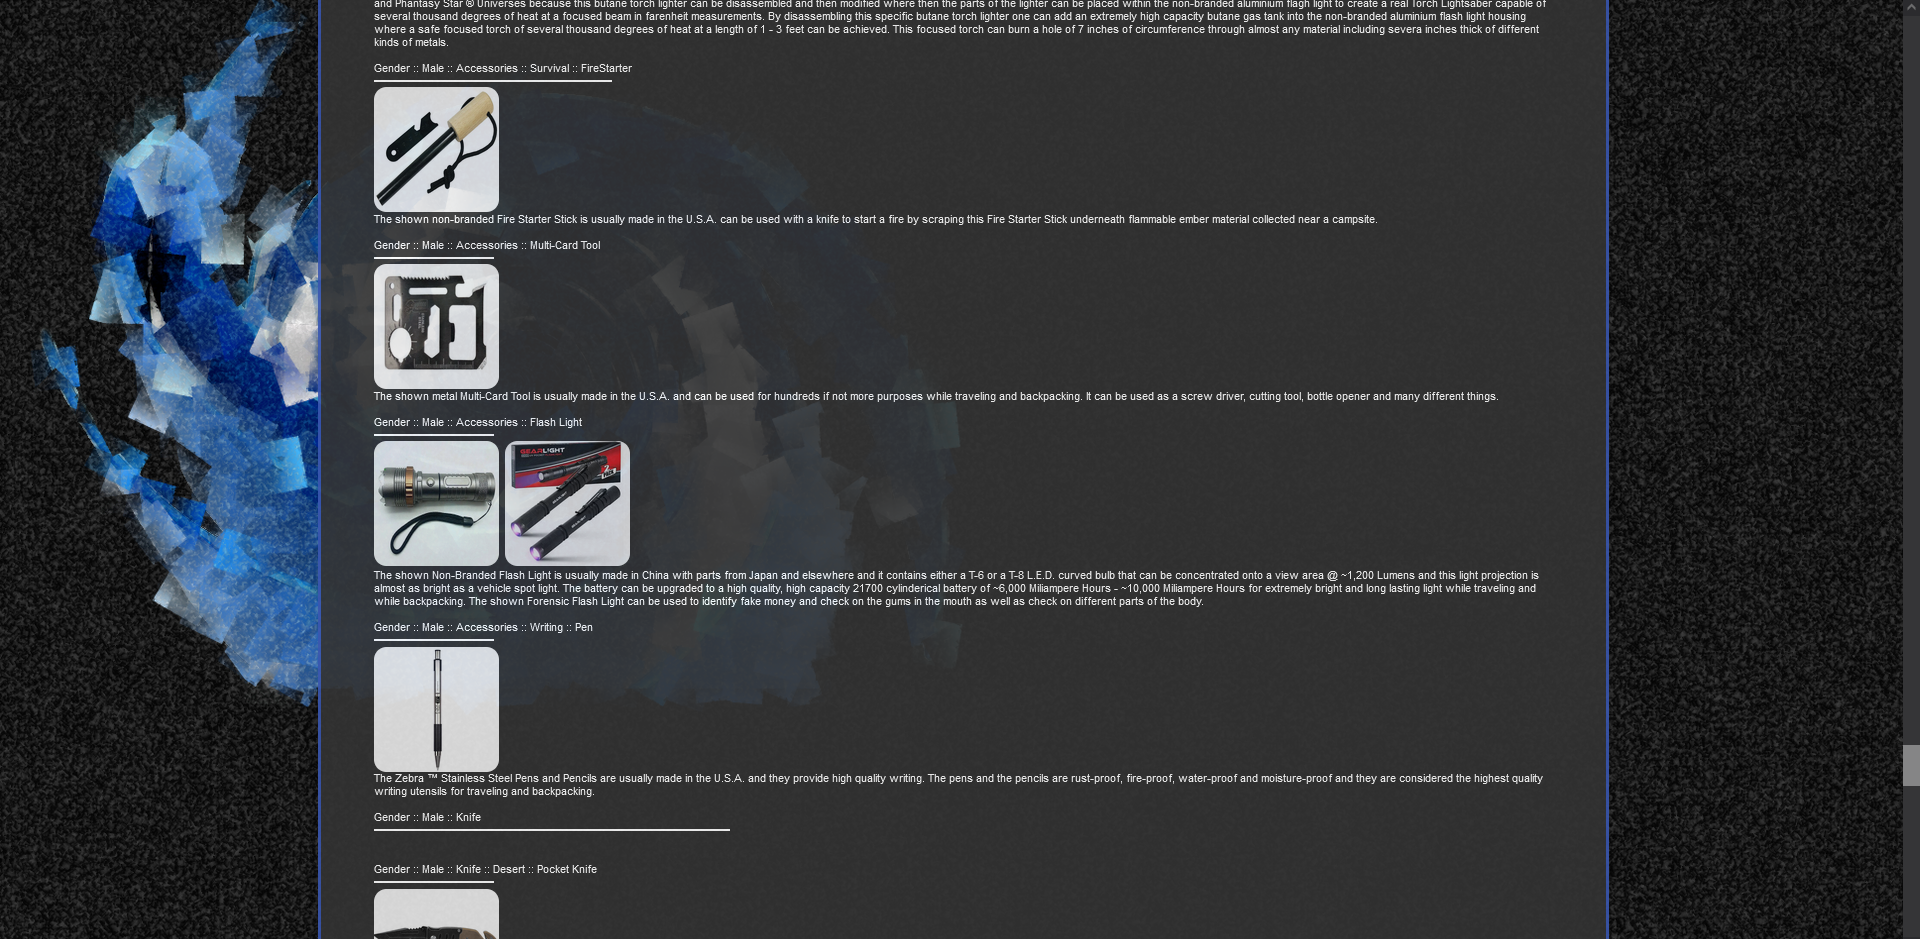 and Phantasy Star ® Universes because this butane torch lighter can be disassembled and then modified where then the parts of the lighter can be placed within the non-branded aluminium flagh light to create a real Torch Lightsaber capable of
several thousand degrees of heat at a focused beam in farenheit measurements. By disassembling this specific butane torch lighter one can add an extremely high capacity butane gas tank into the non-branded aluminium flash light housing
where a safe focused torch of several thousand degrees of heat at a length of 1 - 3 feet can be achieved. This focused torch can burn a hole of 7 inches of circumference through almost any material including severa inches thick of different
kinds of metals.
Gender :: Male :: Accessories :: Survival :: FireStarter
The shown non-branded Fire Starter Stick is usually made in the U.S.A. can be used with a knife to start a fire by scraping this Fire Starter Stick underneath flammable ember material collected near a campsite.
Gender :: Male :: Accessories :: Multi-Card Tool
The shown metal Multi-Card Tool is usually made in the U.S.A. and can be used for hundreds if not more purposes while traveling and backpacking. It can be used as a screw driver, cutting tool, bottle opener and many different things.
Gender :: Male :: Accessories :: Flash Light
GEARLIGHT
The shown Non-Branded Flash Light is usually made in China with parts from Japan and elsewhere and it contains either a T-6 or a T-8 L.E.D. curved bulb that can be concentrated onto a view area @ ~1,200 Lumens and this light projection is
almost as bright as a vehicle spot light. The battery can be upgraded to a high quality, high capacity 21700 cylinderical battery of ~6,000 Miliampere Hours - ~10,000 Miliampere Hours for extremely bright and long lasting light while traveling and
while backpacking. The shown Forensic Flash Light can be used to identify fake money and check on the gums in the mouth as well as check on different parts of the body.
Gender :: Male :: Accessories :: Writing :: Pen
The Zebra ™ Stainless Steel Pens and Pencils are usually made in the U.S.A. and they provide high quality writing. The pens and the pencils are rust-proof, fire-proof, water-proof and moisture-proof and they are considered the highest quality
writing utensils for traveling and backpacking.
Gender :: Male :: Knife
Gender :: Male :: Knife :: Desert :: Pocket Knife